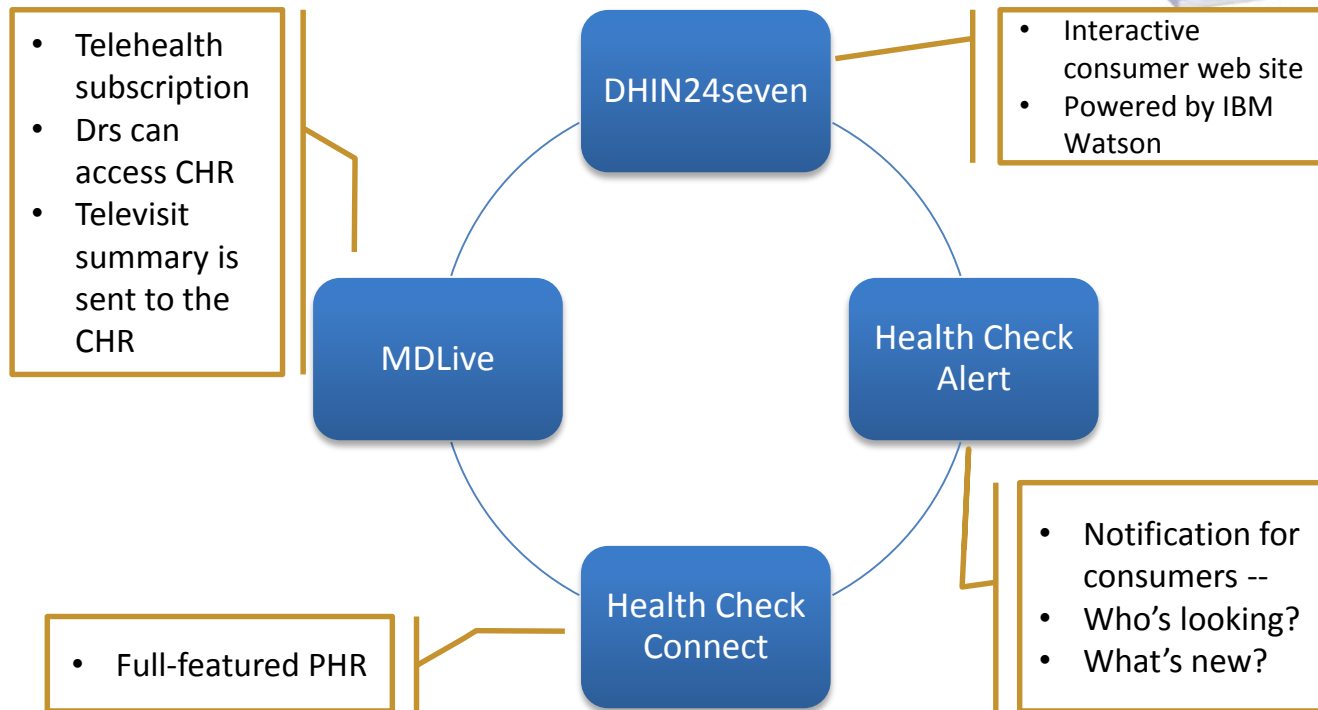 • Telehealth
subscription
• Drs can
access CHR
• Televisit
summary is
sent to the
CHR
DHIN24seven
• Interactive
consumer web site
• Powered by IBM
Watson
MDLive
Health Check
Alert
• Notification for
consumers --
• Who’s looking?
• What’s new?
Health Check
Connect
• Full-featured PHR